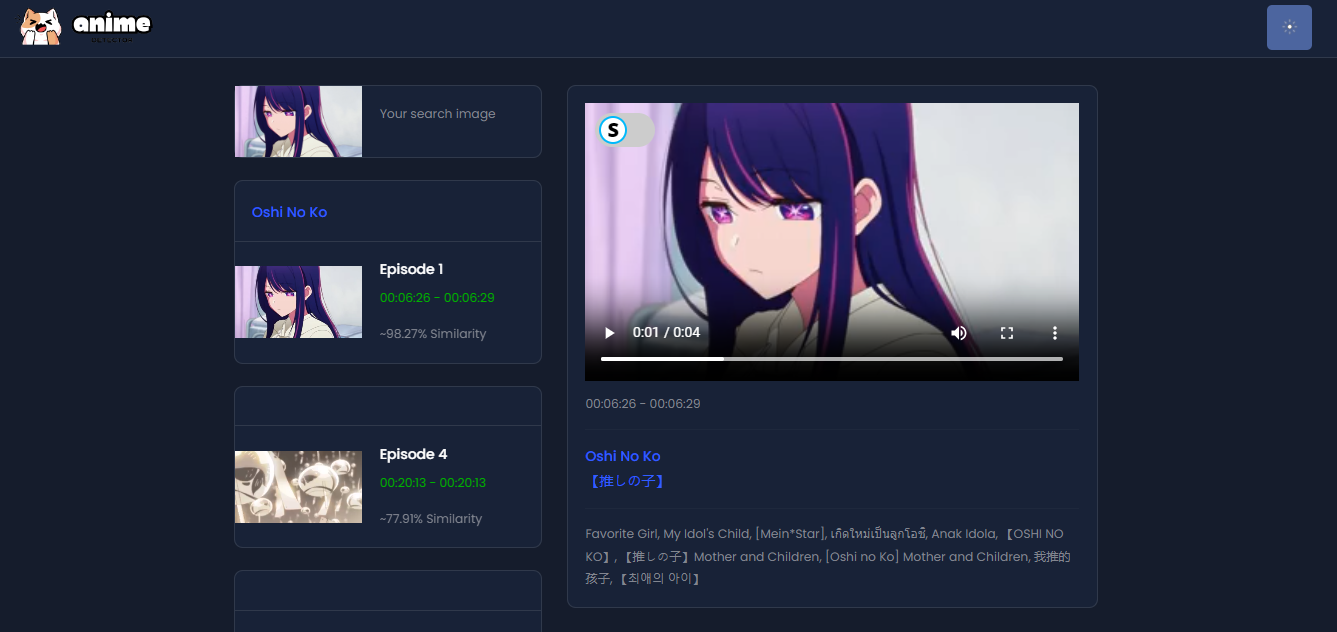 anime
Your search image
Oshi No Ko
Episode 1
00:06:26 - 00:06:29
~98.27% Similarity
Episode 4
00:20:13 - 00:20:13
~77.91% Similarity
S
0:01 / 0:04
00:06:26 - 00:06:29
Oshi No Ko
【推しの子】
Favorite Girl, My Idol's Child, [Mein*Star], เกิดใหม่เป็นลูกโอชิ, Anak Idola, 【OSHI NO
KO】, 【推しの子】Mother and Children, [Oshi no Ko] Mother and Children, 我推的
孩子, 【최애의 아이】